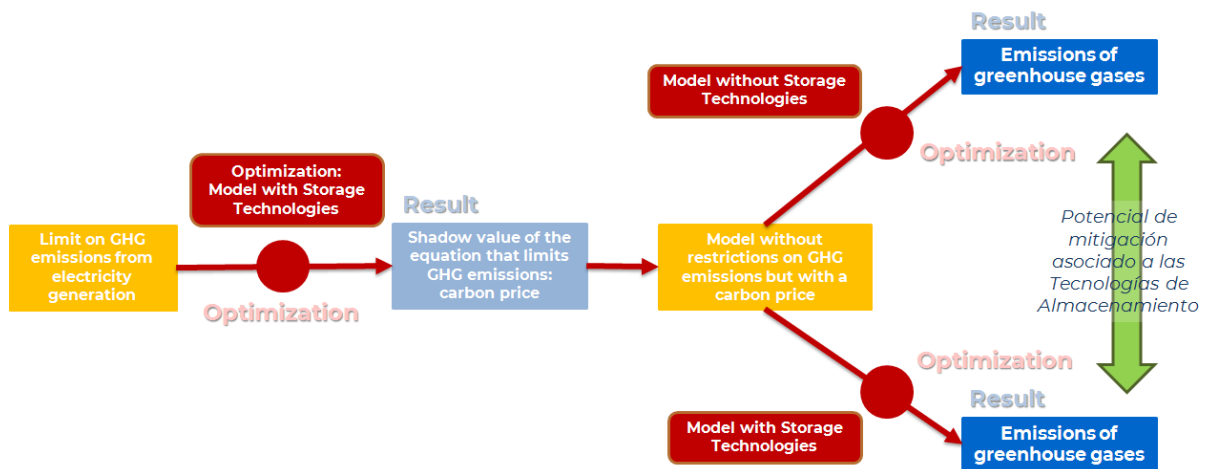 Limit on GHG
emissions from
electricity
generation
Optimization:
Model with Storage
Technologies
Optimization
Result
Shadow value of the
equation that limits
GHG emissions:
carbon price
Model without
restrictions on GHG
emissions but with a
carbon price
Model without Storage
Technologies
Optimization
Result
Emissions of
greenhouse gases
Potencial de
mitigación
asociado a las
Tecnologías de
Almacenamiento
Optimization
Model with Storage
Technologies
Result
Emissions of
greenhouse gases